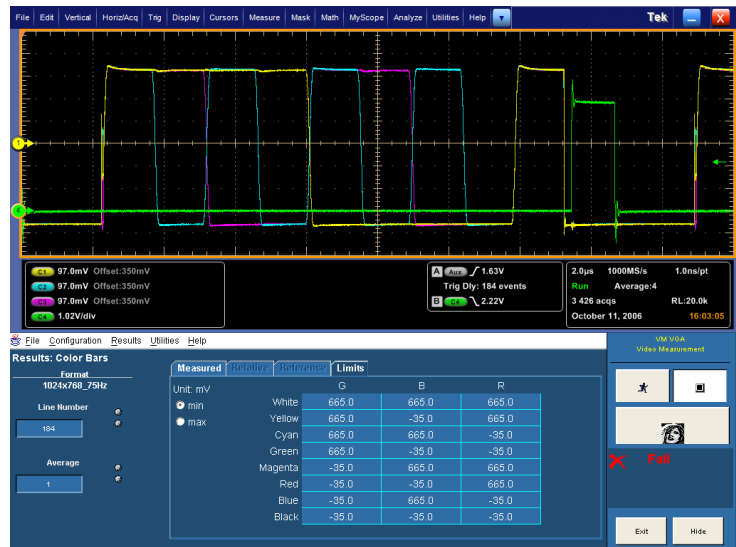 File Edit Vertical Horiz/Acq Trig Display Cursors Measure Mask Math MyScope Analyze Utilities Help Tek X
1
4
C1 97.0mV Offset:350mV
C2 97.0mV Offset:350mV
C3 97.0mV Offset:350mV
C4 1.02V/div
A Aux 1.63V
Trig Dly: 184 events
B C4 2.22V
2.0µs 1000MS/s 1.0ns/pt
Run Average:4
3 426 acqs RL:20.0k
October 11, 2006 16:03:05
File Configuration Results Utilities Help
VM VGA
Video Measurement
Results: Color Bars
Format
1024x768_75Hz
Line Number
184
Average
1
Measured Relative Reference Limits
Unit: mV
min
max
G B R
White 665.0 665.0 665.0
Yellow 665.0 -35.0 665.0
Cyan 665.0 665.0 -35.0
Green 665.0 -35.0 -35.0
Magenta -35.0 665.0 665.0
Red -35.0 -35.0 665.0
Blue -35.0 665.0 -35.0
Black -35.0 -35.0 -35.0
Fail
Exit Hide